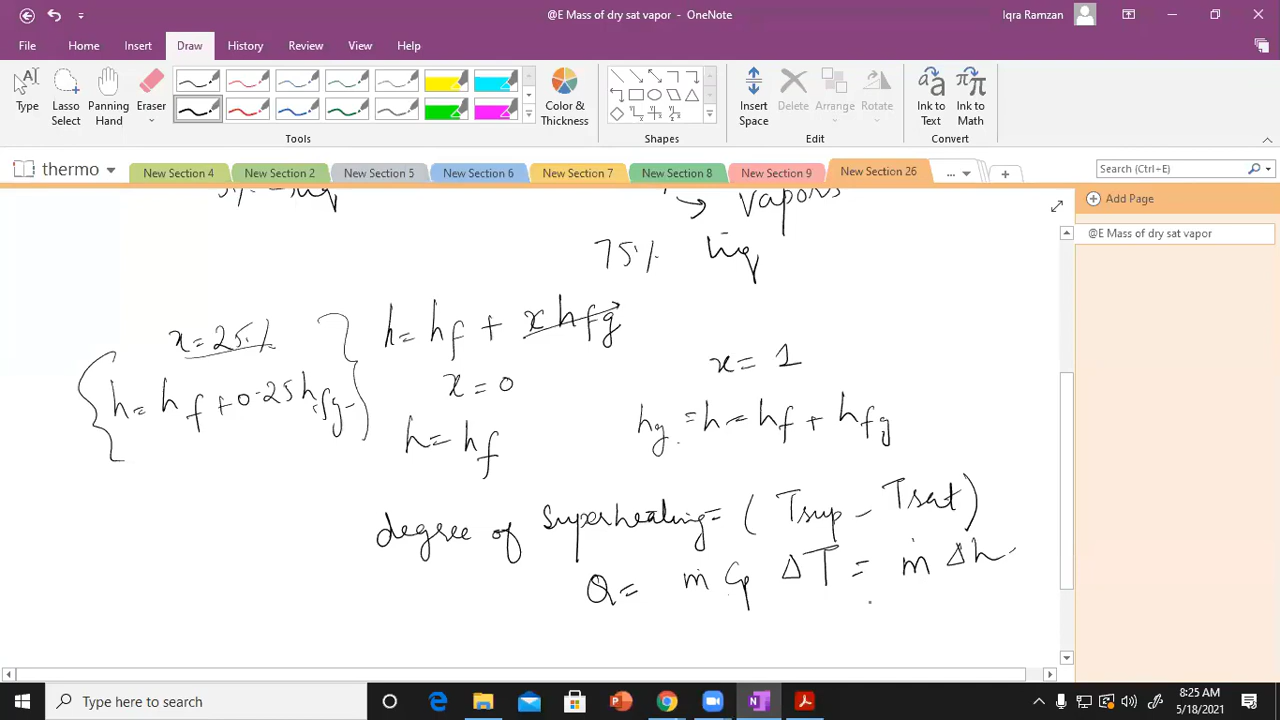 @E Mass of dry sat vapor - OneNote
Iqra Ramzan
File Home Insert Draw History Review View Help
Type
Lasso Select
Panning Hand
Eraser
Color & Thickness
Insert Space
Delete
Arrange
Rotate
Ink to Text
Ink to Math
Tools
Shapes
Edit
Convert
thermo
New Section 4
New Section 2
New Section 5
New Section 6
New Section 7
New Section 8
New Section 9
New Section 26
...
Search (Ctrl+E)
Add Page
@E Mass of dry sat vapor
→ vapors
75% liq
x = 25%
h = hf + 0.25 hfg
h = hf + x hfg
x = 0
h = hf
x = 1
hg = h = hf + hfg
degree of Superheating = (Tsup - Tsat)
Q = ṁ Cp ΔT = ṁ Δh
Type here to search
8:25 AM
5/18/2021